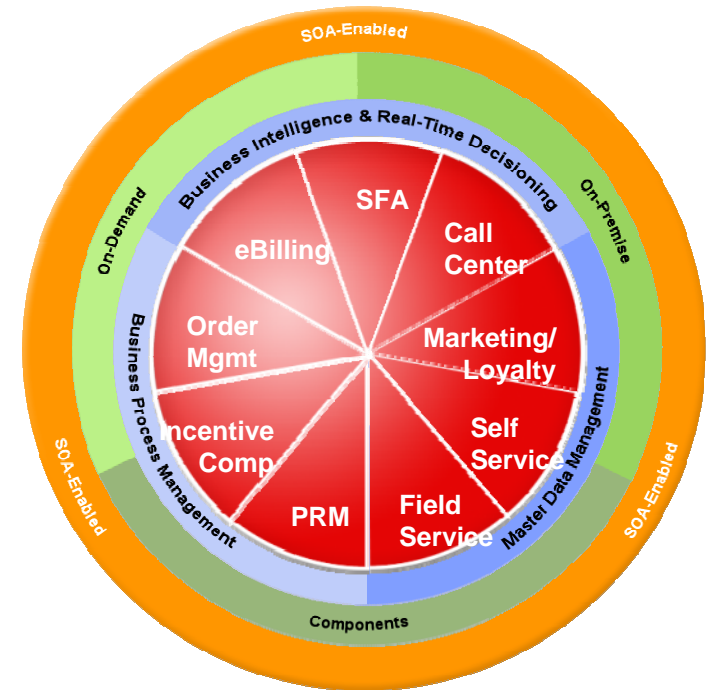 SOA-Enabled
Business Intelligence & Real-Time Decisioning
On-Demand
On-Premise
SFA
Call
Center
eBilling
Order
Mgmt
Marketing/
Loyalty
Incentive
Comp
Self
Service
PRM
Field
Service
Business Process Management
Master Data Management
SOA-Enabled
SOA-Enabled
Components